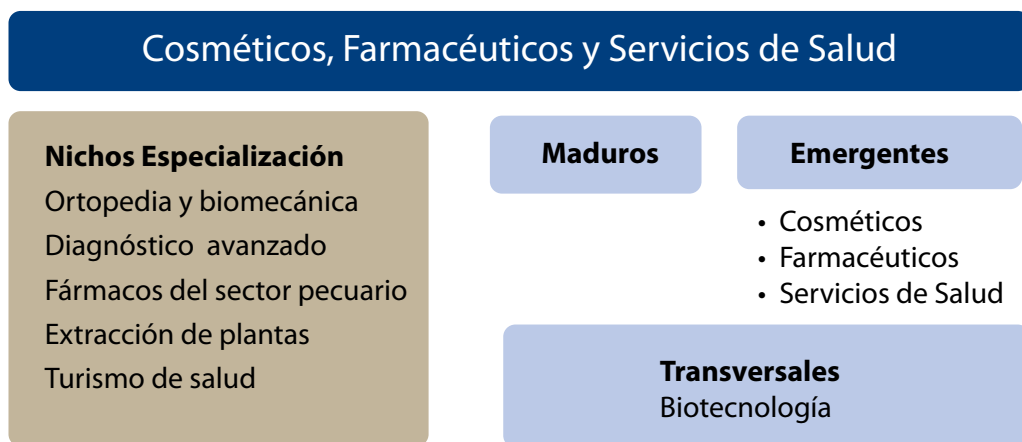 Cosméticos, Farmacéuticos y Servicios de Salud
Nichos Especialización
Ortopedia y biomecánica
Diagnóstico avanzado
Fármacos del sector pecuario
Extracción de plantas
Turismo de salud
Maduros
Emergentes
• Cosméticos
• Farmacéuticos
• Servicios de Salud
Transversales
Biotecnología